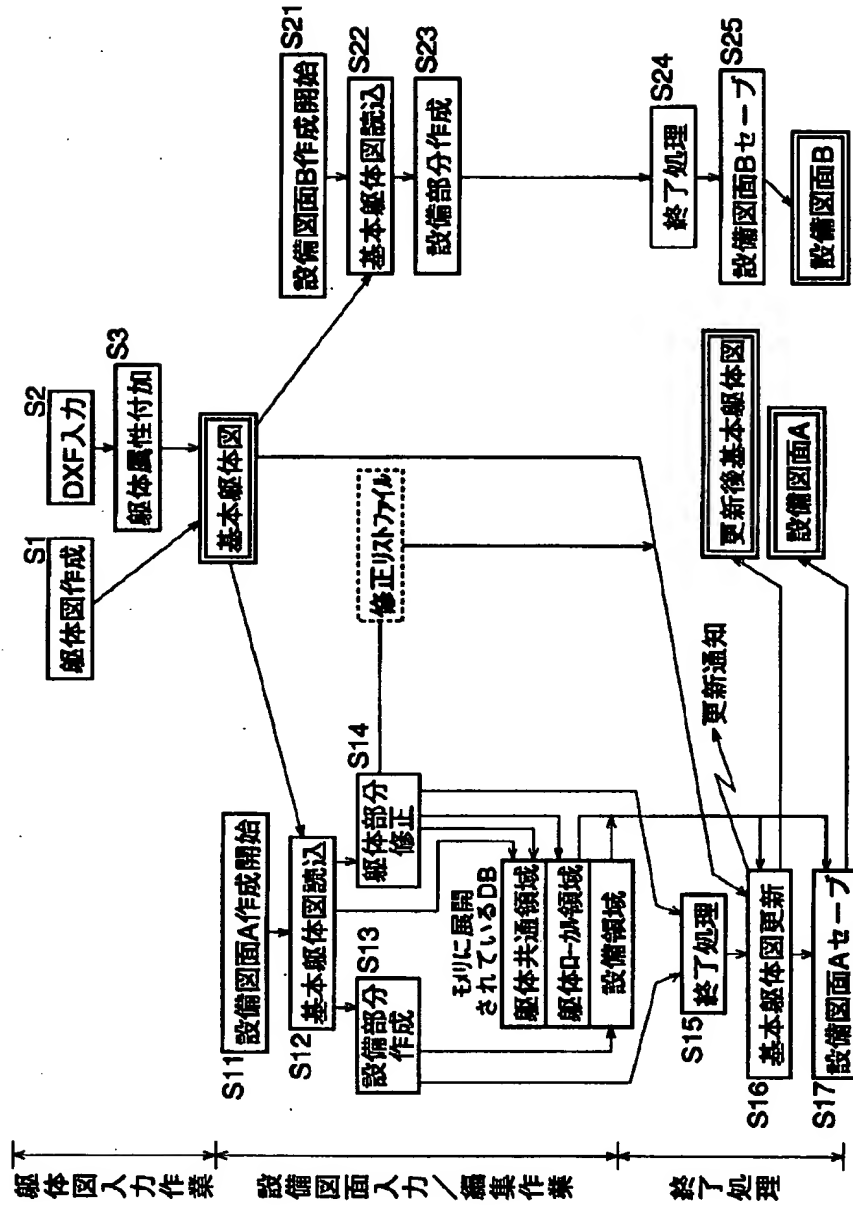 躯体図入力作業
設備図面入力／編集作業
終了処理
S1
躯体図作成
S2
DXF入力
S3
躯体属性付加
基本躯体図
S11
設備図面A作成開始
S12
基本躯体図読込
S13
設備部分
作成
S14
躯体部分
修正
修正リストファイル
メモリに展開
されているDB
躯体共通領域
躯体ローカル領域
設備領域
S15
終了処理
S16
基本躯体図更新
更新通知
S17
設備図面Aセーブ
更新後基本躯体図
設備図面A
S21
設備図面B作成開始
S22
基本躯体図読込
S23
設備部分作成
S24
終了処理
S25
設備図面Bセーブ
設備図面B